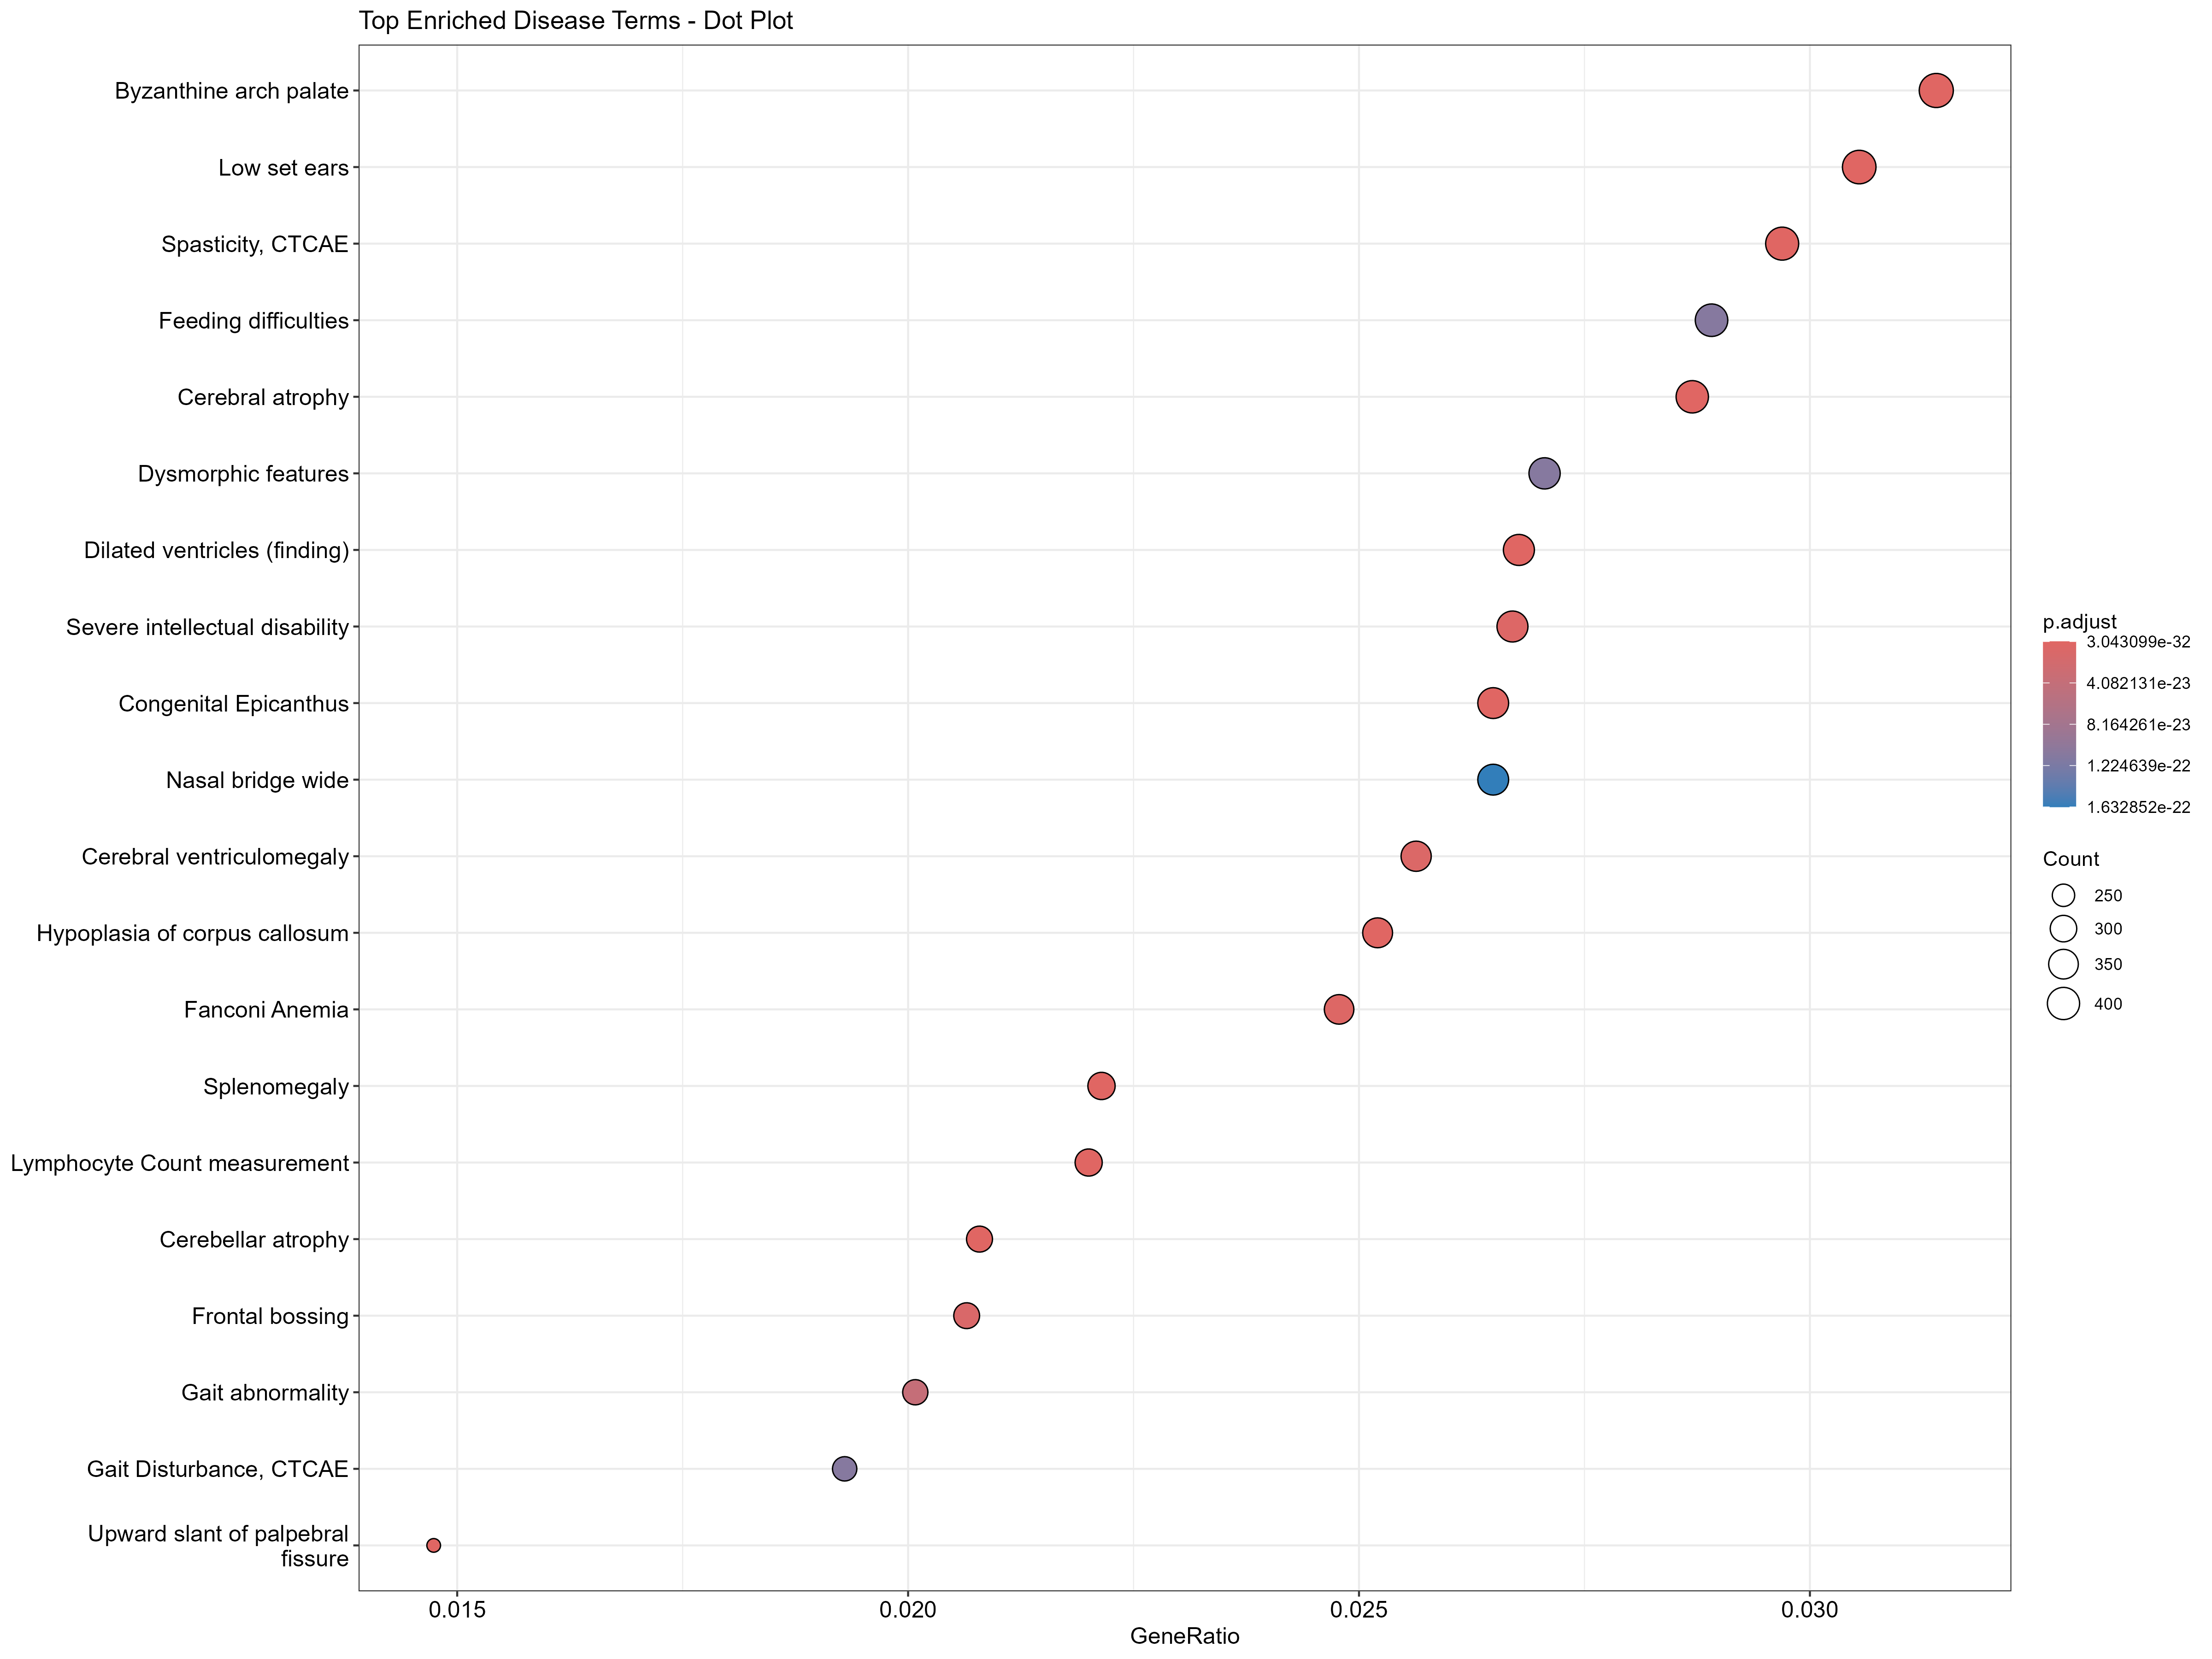 Top Enriched Disease Terms - Dot Plot
Byzanthine arch palate
Low set ears
Spasticity, CTCAE
Feeding difficulties
Cerebral atrophy
Dysmorphic features
Dilated ventricles (finding)
Severe intellectual disability
Congenital Epicanthus
Nasal bridge wide
Cerebral ventriculomegaly
Hypoplasia of corpus callosum
Fanconi Anemia
Splenomegaly
Lymphocyte Count measurement
Cerebellar atrophy
Frontal bossing
Gait abnormality
Gait Disturbance, CTCAE
Upward slant of palpebral
fissure
0.015
0.020
0.025
0.030
GeneRatio
p.adjust
3.043099e-32
4.082131e-23
8.164261e-23
1.224639e-22
1.632852e-22
Count
250
300
350
400